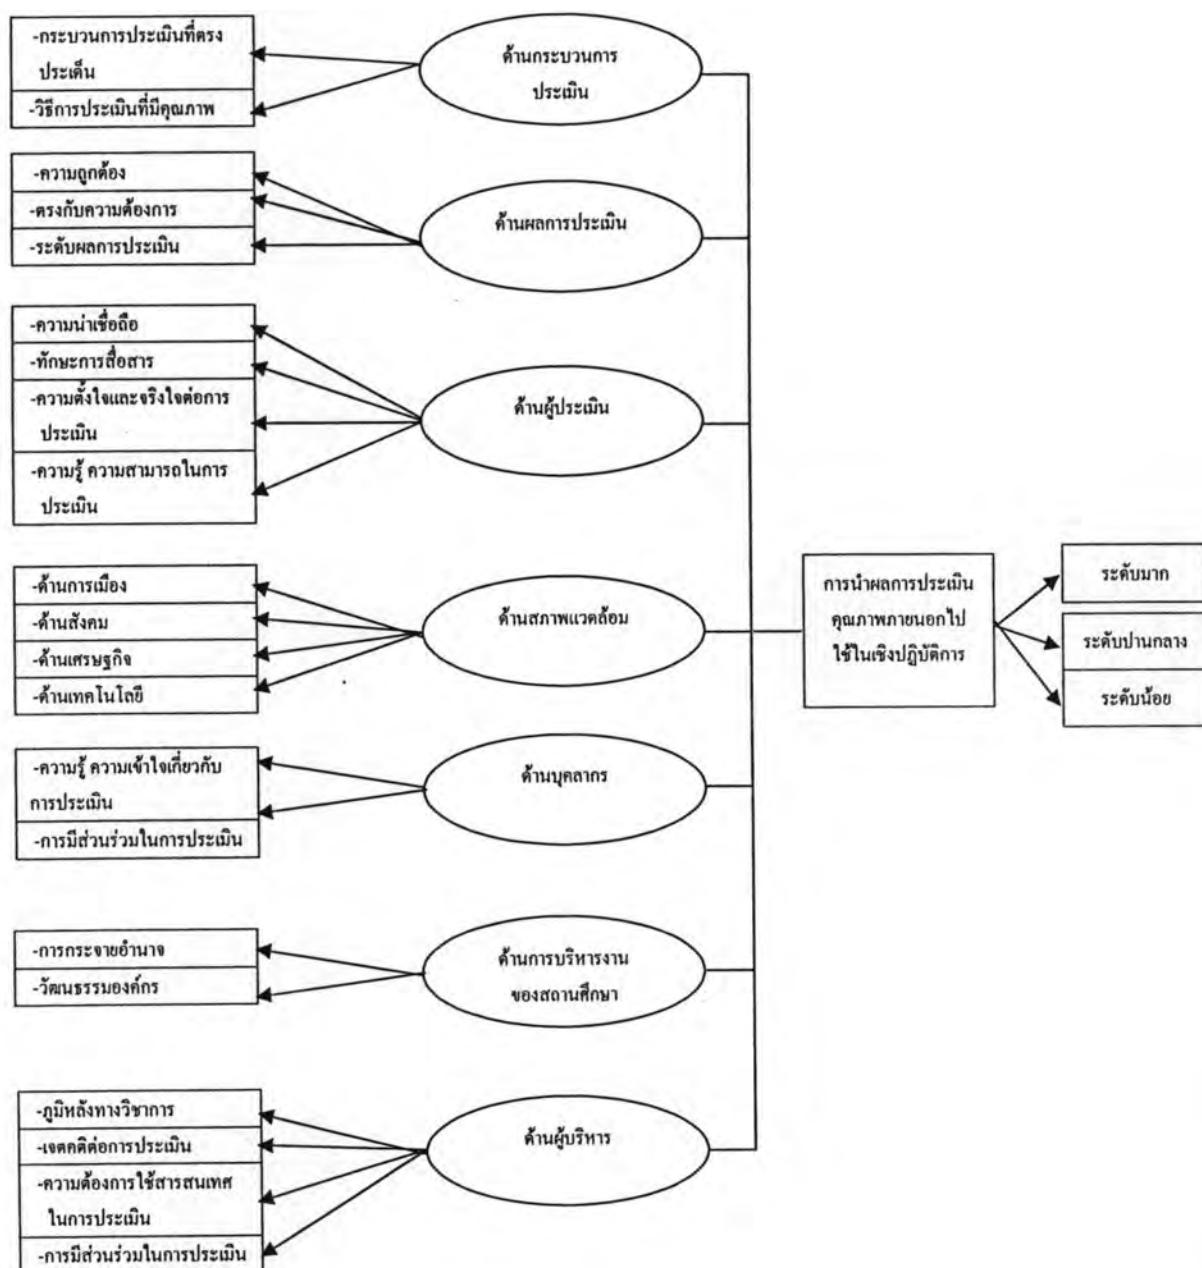 -กระบวนการประเมินที่ตรง
ประเด็น
-วิธีการประเมินที่มีคุณภาพ
ด้านกระบวนการ
ประเมิน
-ความถูกต้อง
-ตรงกับความต้องการ
-ระดับผลการประเมิน
ด้านผลการประเมิน
-ความน่าเชื่อถือ
-ทักษะการสื่อสาร
-ความตั้งใจและจริงใจต่อการ
ประเมิน
-ความรู้ ความสามารถในการ
ประเมิน
ด้านผู้ประเมิน
-ด้านการเมือง
-ด้านสังคม
-ด้านเศรษฐกิจ
-ด้านเทคโนโลยี
ด้านสภาพแวดล้อม
การนำผลการประเมิน
คุณภาพภายนอกไป
ใช้ในเชิงปฏิบัติการ
ระดับมาก
ระดับปานกลาง
ระดับน้อย
-ความรู้ ความเข้าใจเกี่ยวกับ
การประเมิน
-การมีส่วนร่วมในการประเมิน
ด้านบุคลากร
-การกระจายอำนาจ
-วัฒนธรรมองค์กร
ด้านการบริหารงาน
ของสถานศึกษา
-ภูมิหลังทางวิชาการ
-เจตคติต่อการประเมิน
-ความต้องการใช้สารสนเทศ
ในการประเมิน
-การมีส่วนร่วมในการประเมิน
ด้านผู้บริหาร